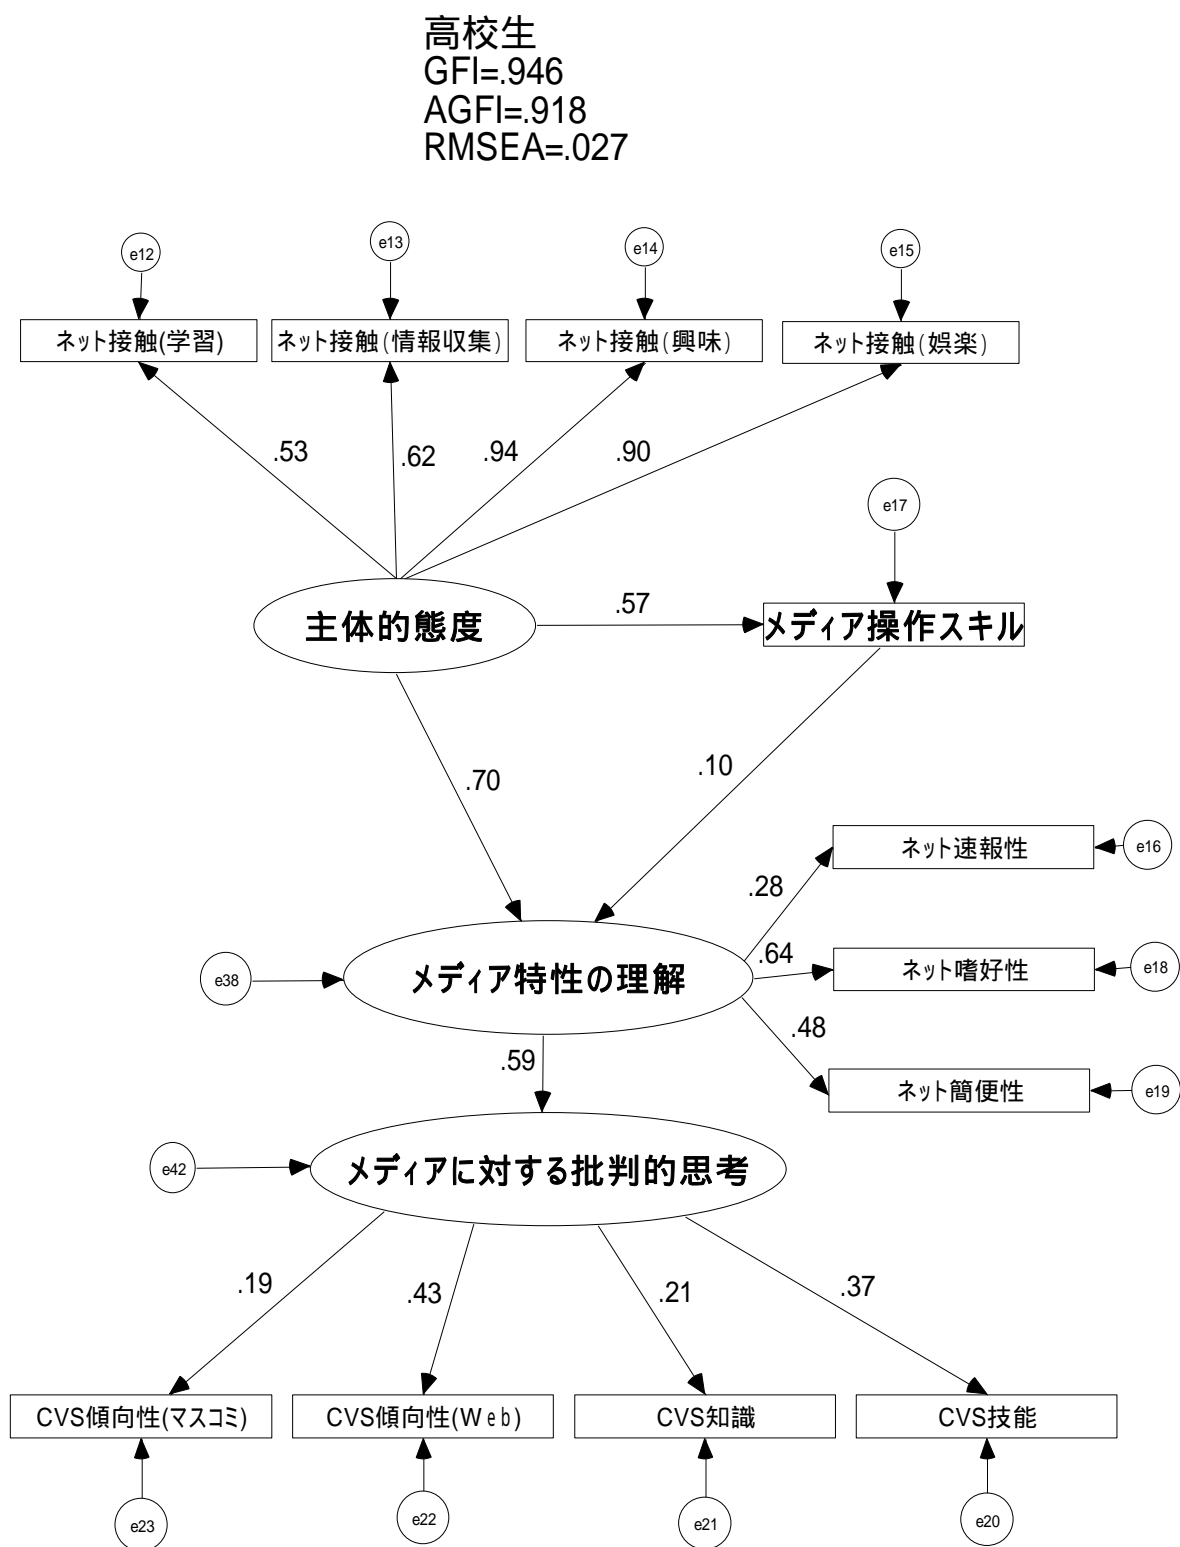 高校生
GFI=.946
AGFI=.918
RMSEA=.027
e12
e13
e14
e15
ネット接触(学習)
ネット接触(情報収集)
ネット接触(興味)
ネット接触(娯楽)
.53
.62
.94
.90
e17
主体的態度
.57
メディア操作スキル
.70
.10
ネット速報性
e16
.28
.64
ネット嗜好性
e18
e38
メディア特性の理解
.48
.59
ネット簡便性
e19
e42
メディアに対する批判的思考
.19
.43
.21
.37
CVS傾向性(マスコミ)
CVS傾向性(Web)
CVS知識
CVS技能
e23
e22
e21
e20